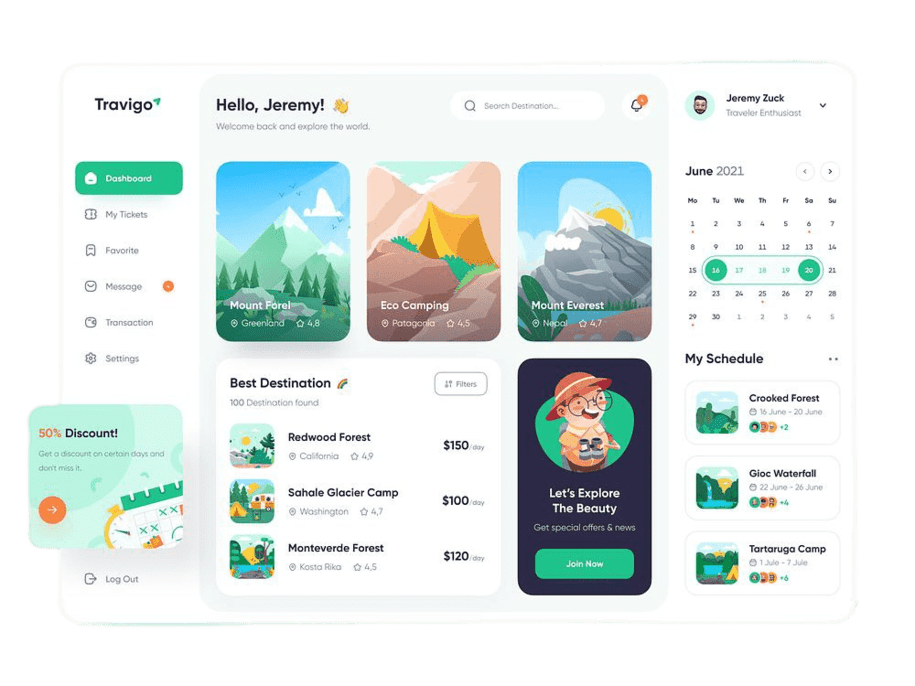 Travigo
Dashboard
My Tickets
Favorite
Message
Transaction
Settings
50% Discount!
Get a discount on certain days and
don't miss it.
Log Out
Hello, Jeremy! 👋
Welcome back and explore the world.
Search Destination...
Mount Forel
Greenland 4,8
Eco Camping
Patagonia 4,5
Mount Everest
Nepal 4,7
Best Destination 🌈
Filters
100 Destination found
Redwood Forest
California 4,9
$150/day
Sahale Glacier Camp
Washington 4,7
$100/day
Monteverde Forest
Kosta Rika 4,5
$120/day
Let's Explore
The Beauty
Get special offers & news
Join Now
Jeremy Zuck
Traveler Enthusiast
June 2021
Mo Tu We Th Fr Sa Su
1 2 3 4 5 6 7
8 9 10 11 12 13 14
15 16 17 18 19 20 21
22 23 24 25 26 27 28
29 30 1 2 3 4 5
My Schedule
Crooked Forest
16 June - 20 June
+2
Gioc Waterfall
22 June - 26 June
+4
Tartaruga Camp
1 Jule - 7 Jule
+6